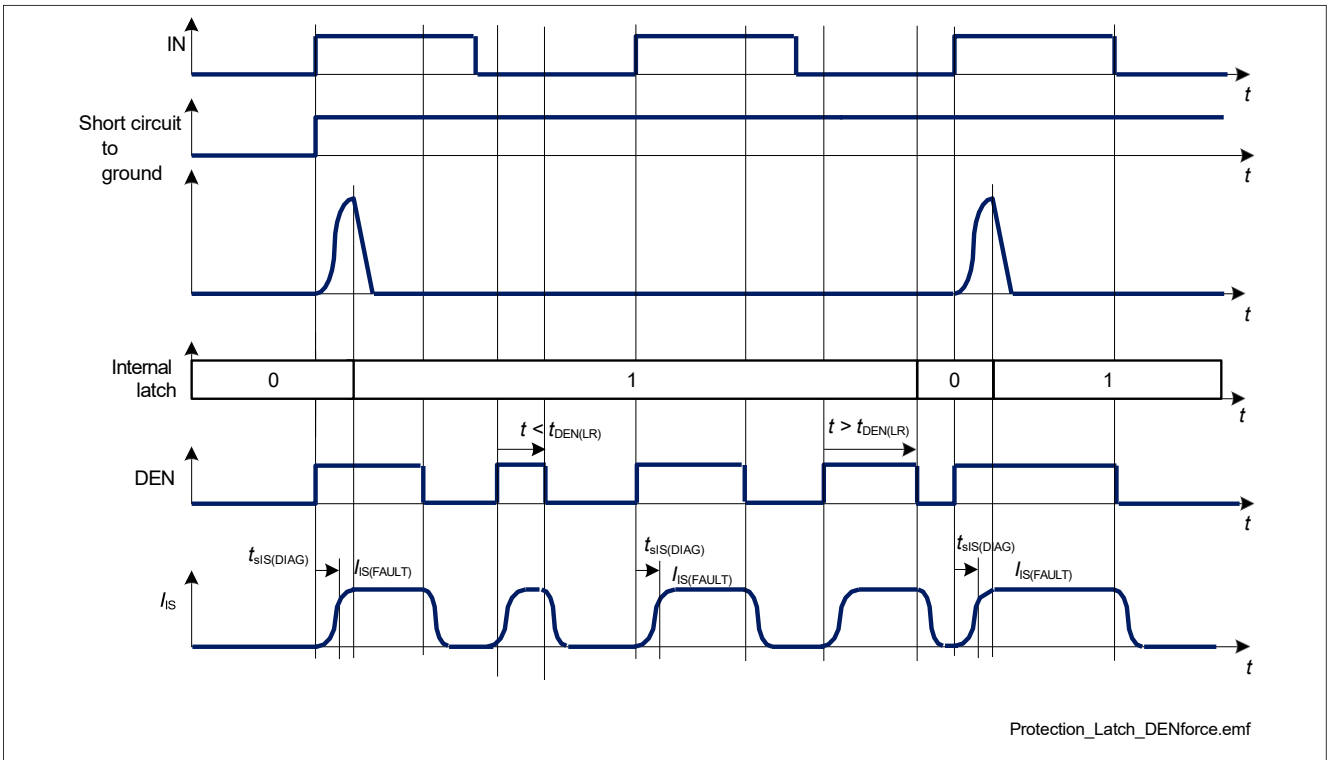 IN
t
Short circuit
to
ground
t
t
Internal
latch
0
1
0
1
t
t < tDEN(LR)
t > tDEN(LR)
DEN
t
tsIS(DIAG)
IIS(FAULT)
tsIS(DIAG)
IIS(FAULT)
tsIS(DIAG)
IIS(FAULT)
IIS
t
Protection_Latch_DENforce.emf